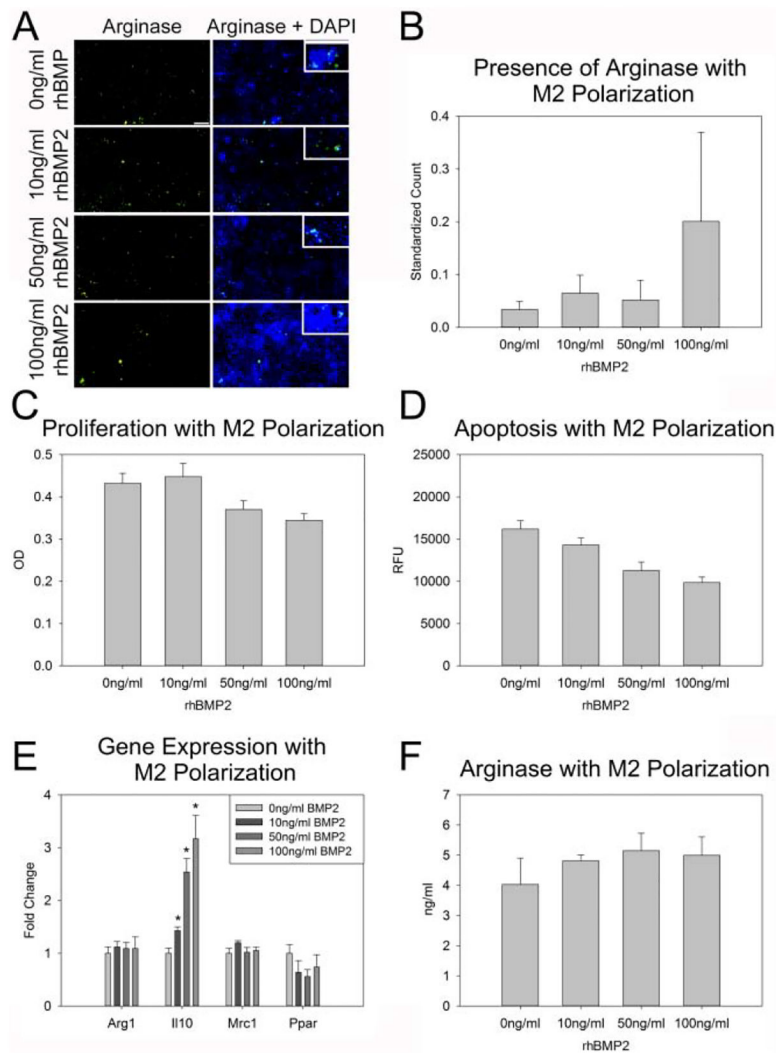 A
Arginase
Arginase + DAPI
0ng/ml
rhBMP
10ng/ml
rhBMP2
50ng/ml
rhBMP2
100ng/ml
rhBMP2
B
Presence of Arginase with
M2 Polarization
Standardized Count
0.4
0.3
0.2
0.1
0.0
0ng/ml
10ng/ml
50ng/ml
100ng/ml
rhBMP2
C
Proliferation with M2 Polarization
OD
0.5
0.4
0.3
0.2
0.1
0.0
0ng/ml
10ng/ml
50ng/ml
100ng/ml
rhBMP2
D
Apoptosis with M2 Polarization
RFU
25000
20000
15000
10000
5000
0
0ng/ml
10ng/ml
50ng/ml
100ng/ml
rhBMP2
E
Gene Expression with
M2 Polarization
Fold Change
4
3
2
1
0
*
*
*
0ng/ml BMP2
10ng/ml BMP2
50ng/ml BMP2
100ng/ml BMP2
Arg1
Il10
Mrc1
Ppar
F
Arginase with M2 Polarization
ng/ml
7
6
5
4
3
2
1
0
0ng/ml
10ng/ml
50ng/ml
100ng/ml
rhBMP2